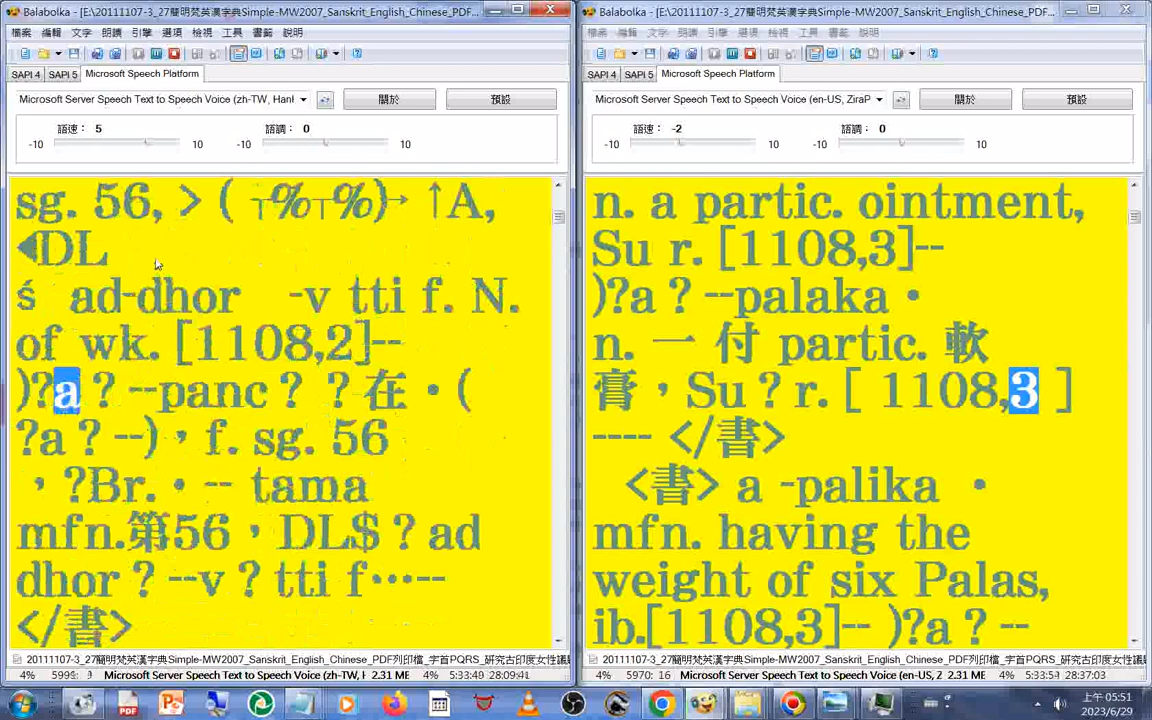 Balabolka - [E:\20111107-3_27簡明梵英漢字典Simple-MW2007_Sanskrit_English_Chinese_PDF...
檔案 編輯 文字 朗讀 引擎 選項 檢視 工具 書籤 說明
SAPI 4 SAPI 5 Microsoft Speech Platform
Microsoft Server Speech Text to Speech Voice (zh-TW, Hanl 關於 預設
語速： 5 語調： 0
-10 10 -10 10
sg. 56, > ( ┬%┬%)→ ↑A,
◀DL
ś ad-dhor -v tti f. N.
of wk. [1108,2]--
)?a ? --panc ? ? 在 •(
?a ? --)，f. sg. 56
，?Br. • -- tama
mfn.第56，DL$ ? ad
dhor ? --v ? tti f…--
</書>
20111107-3_27簡明梵英漢字典Simple-MW2007_Sanskrit_English_Chinese_PDF列印檔_字首PQRS_研究古印度女性議
4% Microsoft Server Speech Text to Speech Voice (zh-TW, H 2.31 ME 5:33:49 28:09:41
Balabolka - [E:\20111107-3_27簡明梵英漢字典Simple-MW2007_Sanskrit_English_Chinese_PDF...
檔案 編輯 文字 朗讀 引擎 選項 檢視 工具 書籤 說明
SAPI 4 SAPI 5 Microsoft Speech Platform
Microsoft Server Speech Text to Speech Voice (en-US, ZiraP 關於 預設
語速： -2 語調： 0
-10 10 -10 10
n. a partic. ointment,
Su r. [1108,3]--
)?a ? --palaka •
n. 一 付 partic. 軟
膏，Su ? r. [ 1108,3 ]
---- </書>
<書> a -palika •
mfn. having the
weight of six Palas,
ib.[1108,3]-- )?a ? --
20111107-3_27簡明梵英漢字典Simple-MW2007_Sanskrit_English_Chinese_PDF列印檔_字首PQRS_研究古印度女性議
4% 5970: 16 Microsoft Server Speech Text to Speech Voice (en-US, Z 2.31 ME 5:33:54 28:37:03
上午 05:51
2023/6/29